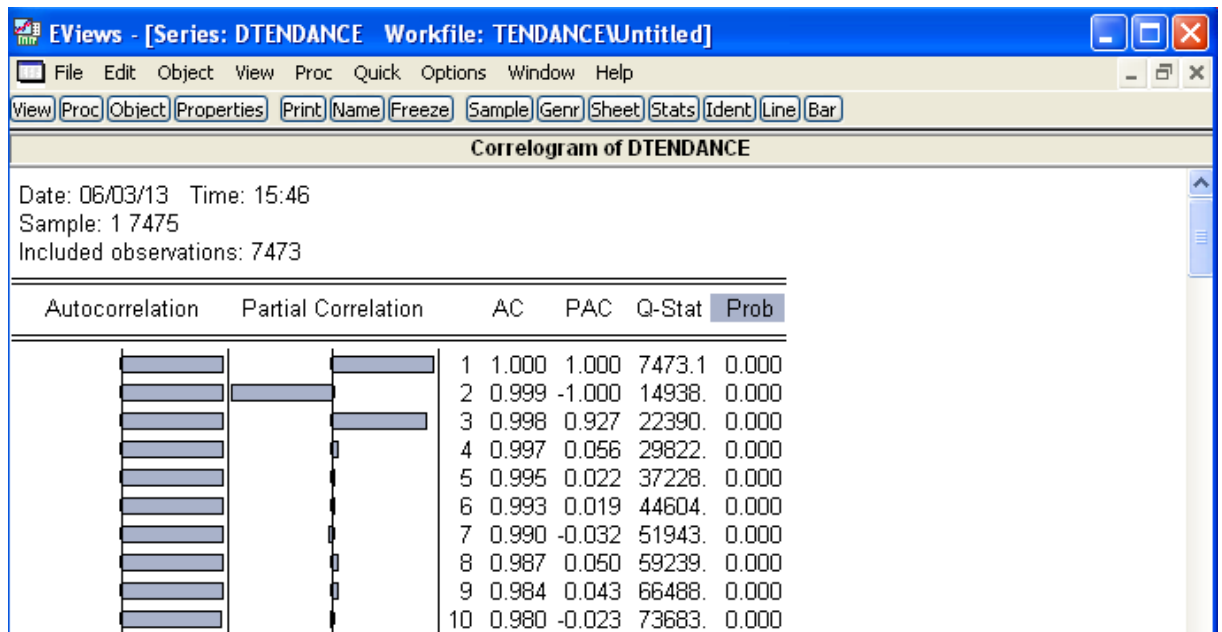 EViews - [Series: DTENDANCE Workfile: TENDANCE\Untitled]
File Edit Object View Proc Quick Options Window Help
View Proc Object Properties Print Name Freeze Sample Genr Sheet Stats Ident Line Bar
Correlogram of DTENDANCE
Date: 06/03/13 Time: 15:46
Sample: 1 7475
Included observations: 7473
Autocorrelation Partial Correlation AC PAC Q-Stat Prob
1 1.000 1.000 7473.1 0.000
2 0.999 -1.000 14938. 0.000
3 0.998 0.927 22390. 0.000
4 0.997 0.056 29822. 0.000
5 0.995 0.022 37228. 0.000
6 0.993 0.019 44604. 0.000
7 0.990 -0.032 51943. 0.000
8 0.987 0.050 59239. 0.000
9 0.984 0.043 66488. 0.000
10 0.980 -0.023 73683. 0.000